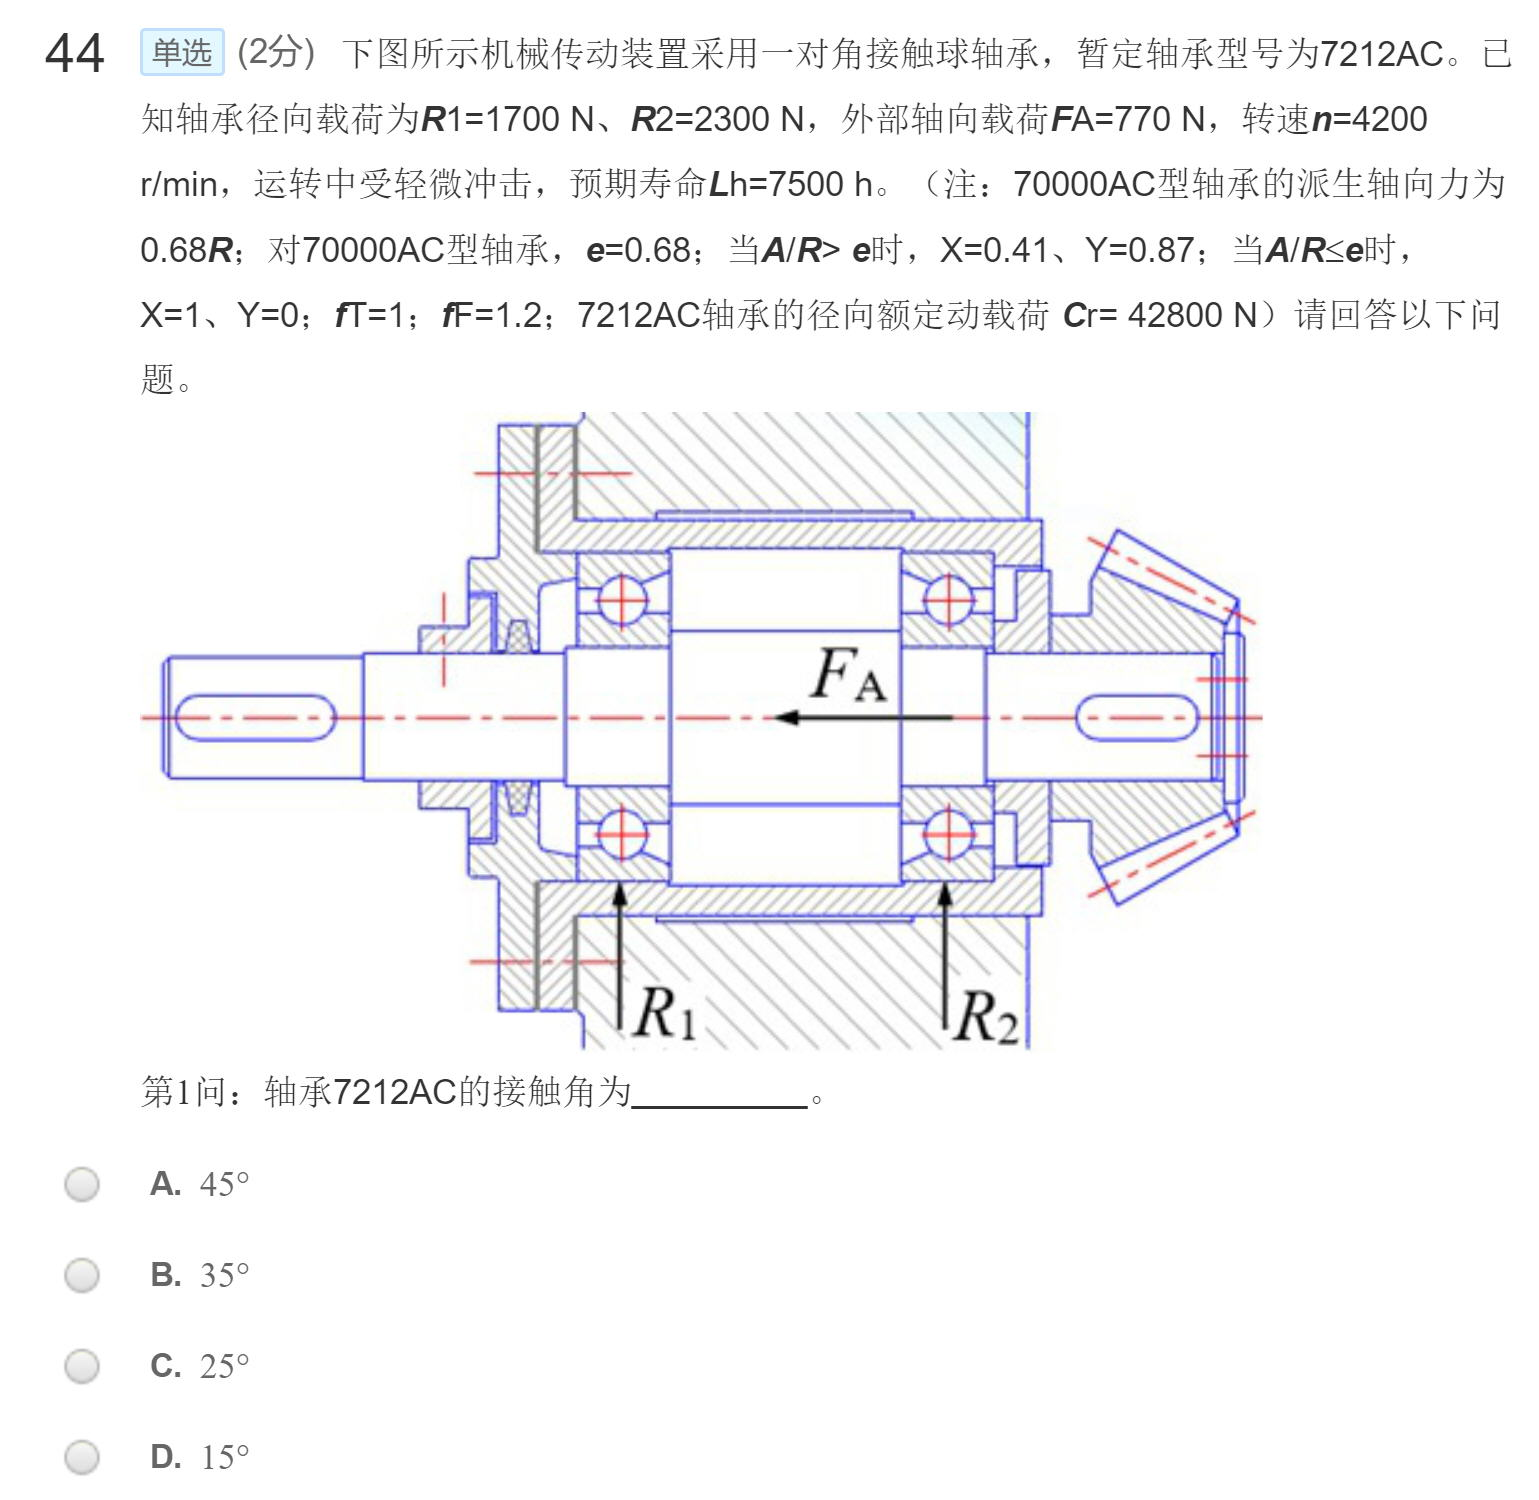 44 单选 (2分) 下图所示机械传动装置采用一对角接触球轴承，暂定轴承型号为7212AC。已
知轴承径向载荷为R1=1700 N、R2=2300 N，外部轴向载荷FA=770 N，转速n=4200
r/min，运转中受轻微冲击，预期寿命Lh=7500 h。（注：70000AC型轴承的派生轴向力为
0.68R；对70000AC型轴承，e=0.68；当A/R> e时，X=0.41、Y=0.87；当A/R≤e时，
X=1、Y=0；fT=1；fF=1.2；7212AC轴承的径向额定动载荷 Cr= 42800 N）请回答以下问
题。
FA
R1
R2
第1问：轴承7212AC的接触角为__________。
A. 45°
B. 35°
C. 25°
D. 15°